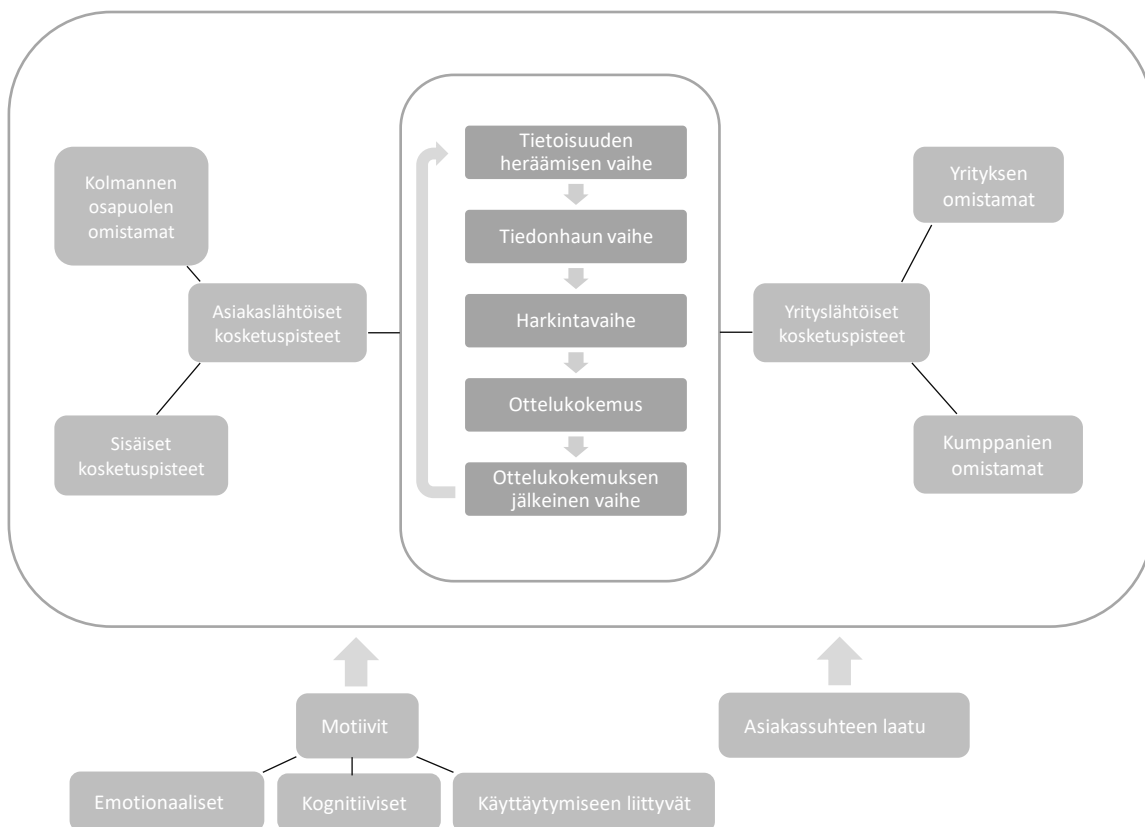 Tietoisuuden
heräämisen vaihe
Tiedonhaun vaihe
Harkintavaihe
Ottelukokemus
Ottelukokemuksen
jälkeinen vaihe
Kolmannen
osapuolen
omistamat
Asiakaslähtöiset
kosketuspisteet
Sisäiset
kosketuspisteet
Yrityksen
omistamat
Yrityslähtöiset
kosketuspisteet
Kumppanien
omistamat
Motiivit
Asiakassuhteen laatu
Emotionaaliset
Kognitiiviset
Käyttäytymiseen liittyvät